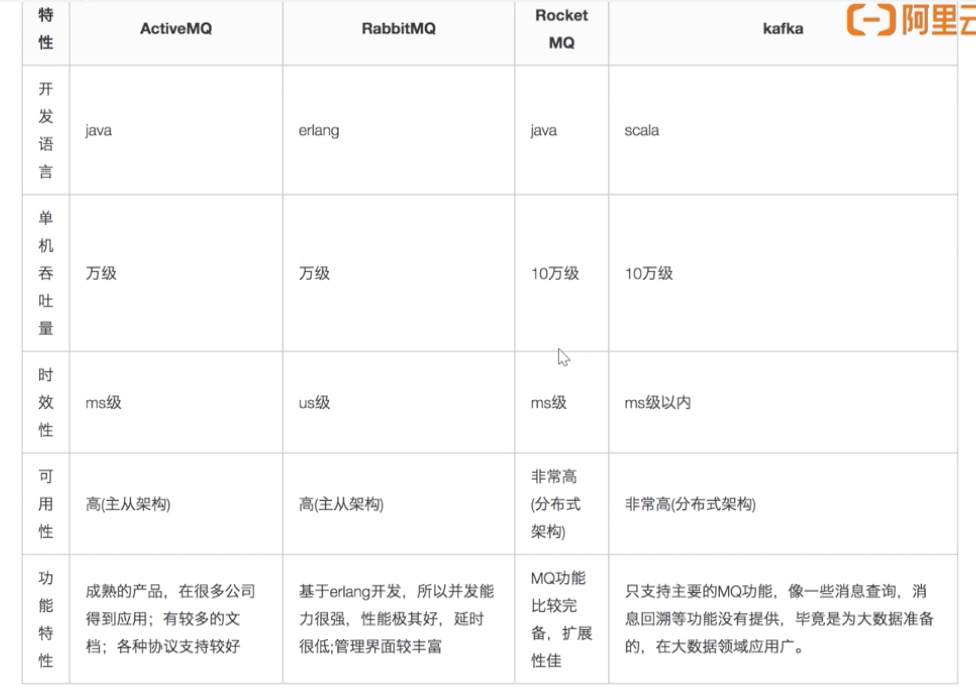 特性 ActiveMQ RabbitMQ Rocket MQ kafka
阿里云
开发语言 java erlang java scala
单机吞吐量 万级 万级 10万级 10万级
时效性 ms级 us级 ms级 ms级以内
可用性 高(主从架构) 高(主从架构) 非常高(分布式架构) 非常高(分布式架构)
功能特性
成熟的产品，在很多公司
得到应用；有较多的文
档；各种协议支持较好
基于erlang开发，所以并发能
力很强，性能极其好，延时
很低;管理界面较丰富
MQ功能
比较完
备，扩展
性佳
只支持主要的MQ功能，像一些消息查询，消
息回溯等功能没有提供，毕竟是为大数据准备
的，在大数据领域应用广。